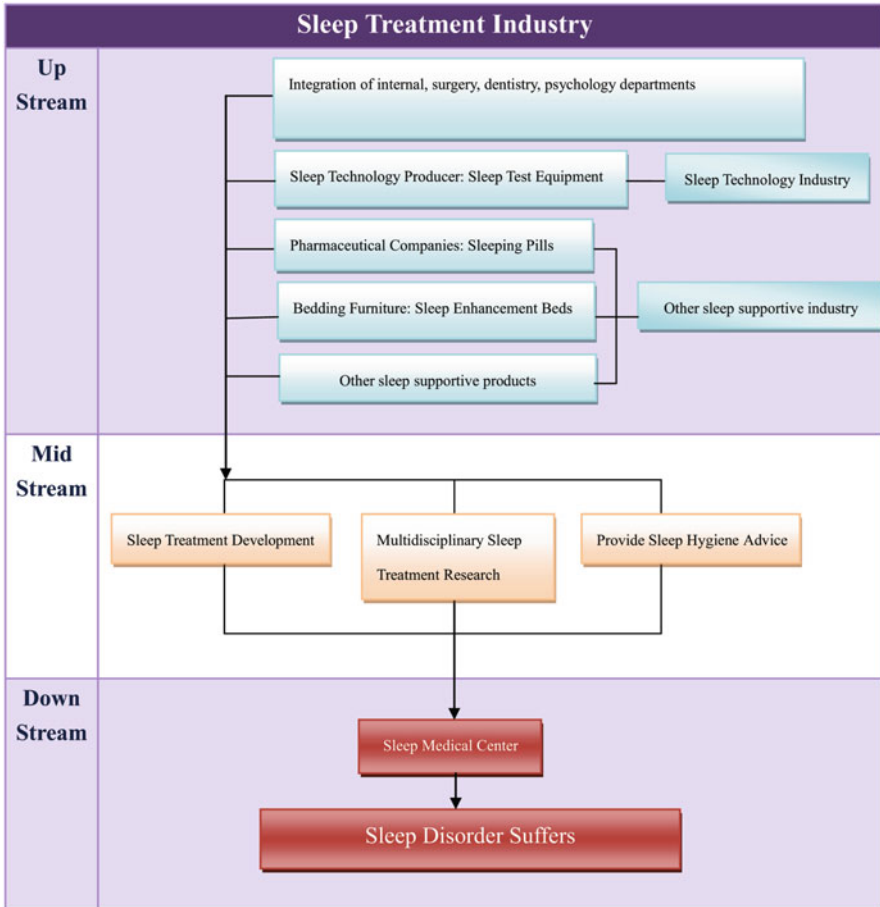 Sleep Treatment Industry
Up
Stream
Integration of internal, surgery, dentistry, psychology departments
Sleep Technology Producer: Sleep Test Equipment
Sleep Technology Industry
Pharmaceutical Companies: Sleeping Pills
Bedding Furniture: Sleep Enhancement Beds
Other sleep supportive industry
Other sleep supportive products
Mid
Stream
Sleep Treatment Development
Multidisciplinary Sleep
Treatment Research
Provide Sleep Hygiene Advice
Down
Stream
Sleep Medical Center
Sleep Disorder Suffers